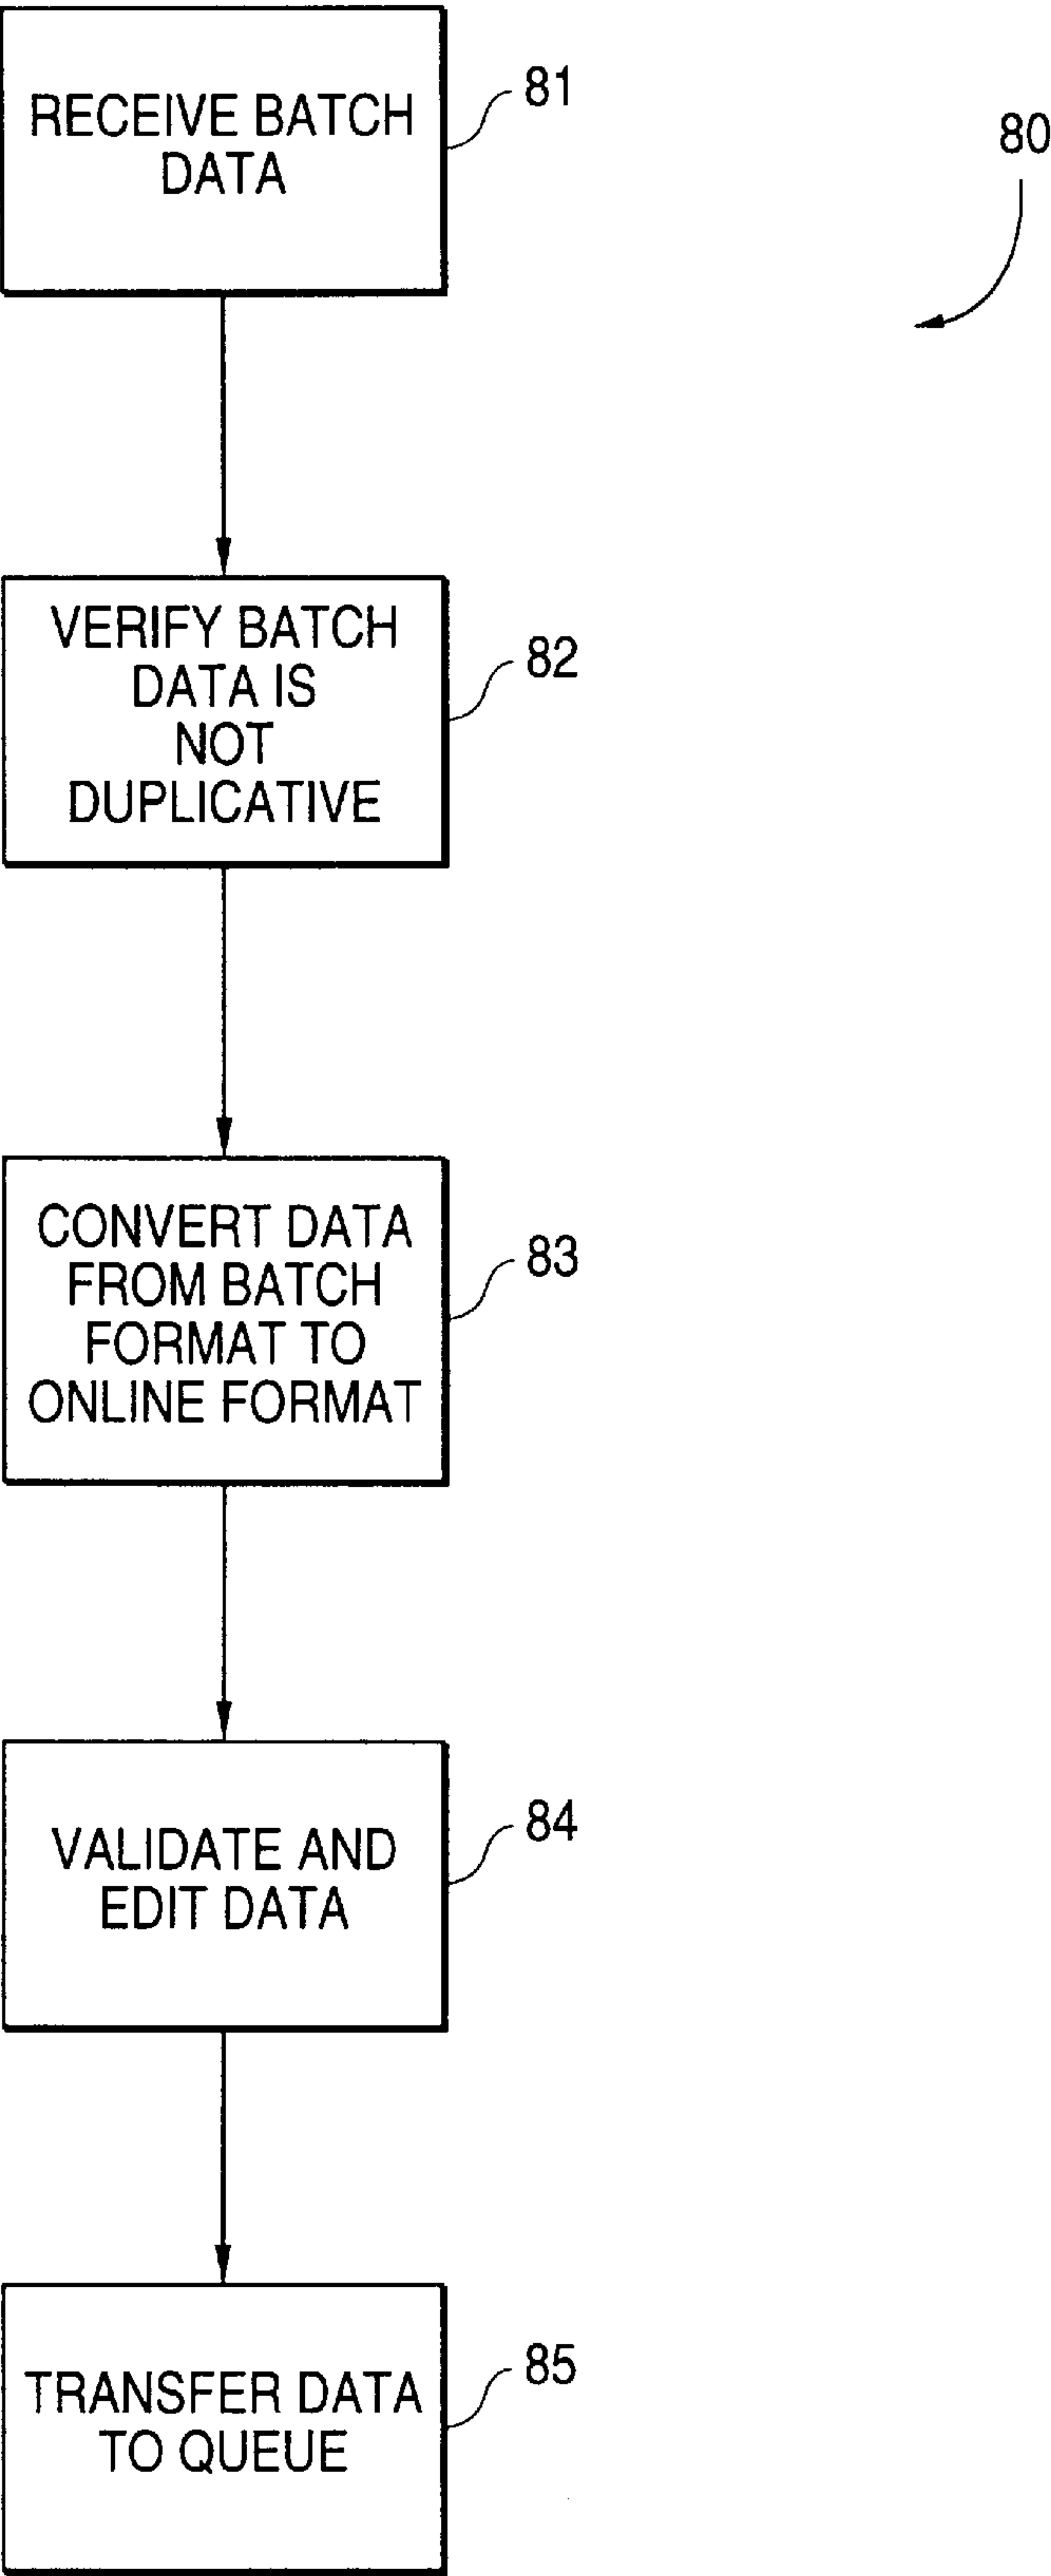 RECEIVE BATCH
DATA
81
80
VERIFY BATCH
DATA IS
NOT
DUPLICATIVE
82
CONVERT DATA
FROM BATCH
FORMAT TO
ONLINE FORMAT
83
VALIDATE AND
EDIT DATA
84
TRANSFER DATA
TO QUEUE
85